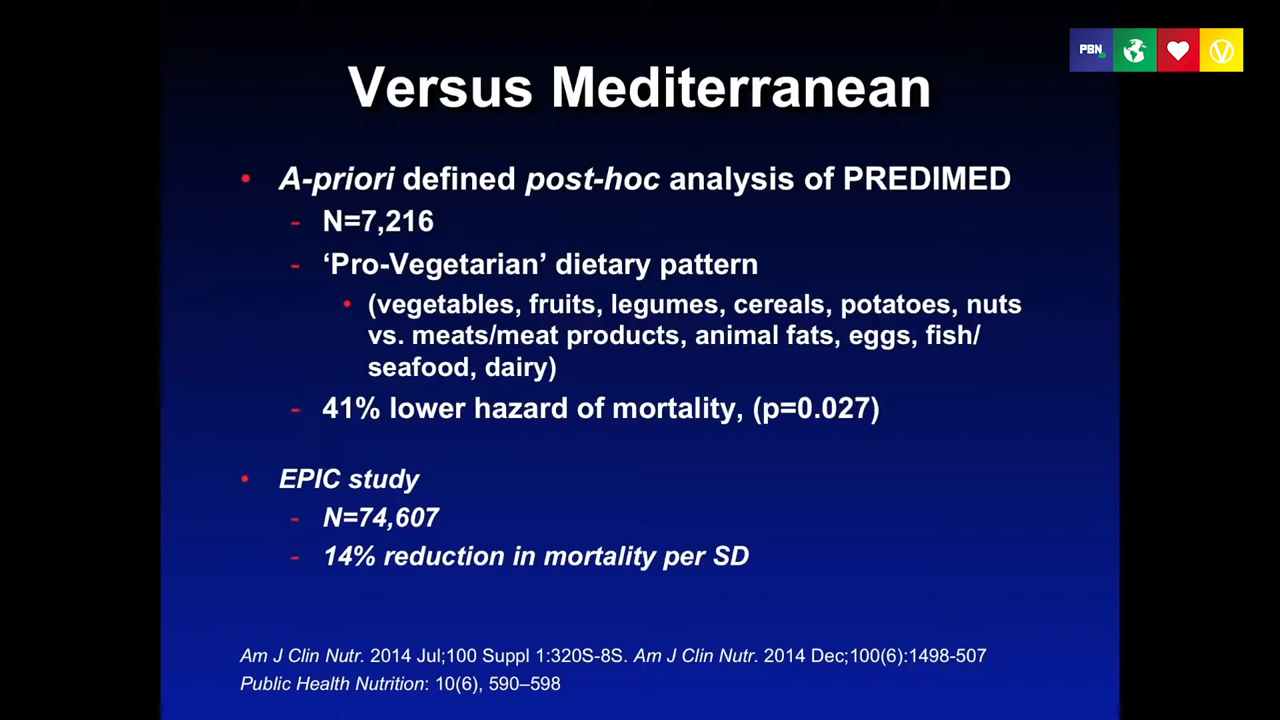 PBN
Versus Mediterranean
• A-priori defined post-hoc analysis of PREDIMED
- N=7,216
- ‘Pro-Vegetarian’ dietary pattern
• (vegetables, fruits, legumes, cereals, potatoes, nuts
vs. meats/meat products, animal fats, eggs, fish/
seafood, dairy)
- 41% lower hazard of mortality, (p=0.027)
• EPIC study
- N=74,607
- 14% reduction in mortality per SD
Am J Clin Nutr. 2014 Jul;100 Suppl 1:320S-8S. Am J Clin Nutr. 2014 Dec;100(6):1498-507
Public Health Nutrition: 10(6), 590–598